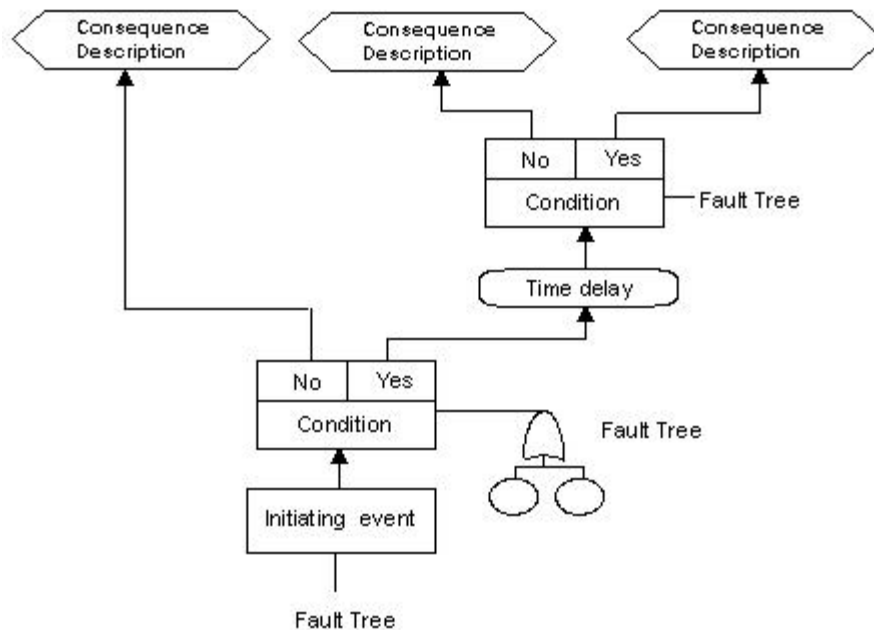 Consequence
Description
Consequence
Description
Consequence
Description
No
Yes
Condition
Fault Tree
Time delay
No
Yes
Condition
Fault Tree
Initiating event
Fault Tree